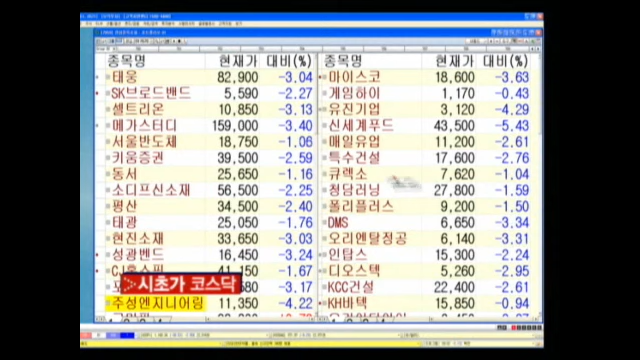 종목명 현재가 대비(%) 종목명 현재가 대비(%)
태웅 82,900 -3.04 마이스코 18,600 -3.63
SK브로드밴드 5,590 -2.27 게임하이 1,170 -0.43
셀트리온 10,850 -3.13 유진기업 3,120 -4.29
메가스터디 159,000 -3.40 신세계푸드 43,500 -5.43
서울반도체 18,750 -1.06 매일유업 11,200 -2.61
키움증권 39,500 -2.59 특수건설 17,600 -2.76
동서 25,650 -1.16 큐렉소 7,620 -1.04
소디프신소재 56,500 -2.25 청담러닝 27,800 -1.59
평산 34,500 -2.40 폴리플러스 9,200 -1.50
태광 25,050 -1.76 DMS 6,650 -3.34
현진소재 33,650 -3.03 오리엔탈정공 6,140 -3.31
성광벤드 16,450 -3.24 인탑스 15,300 -2.24
-1.67 디오스텍 5,260 -2.95
시초가 코스닥
-3.17 KCC건설 22,400 -2.61
주성엔지니어링 11,350 -4.22 KH바텍 15,850 -0.94